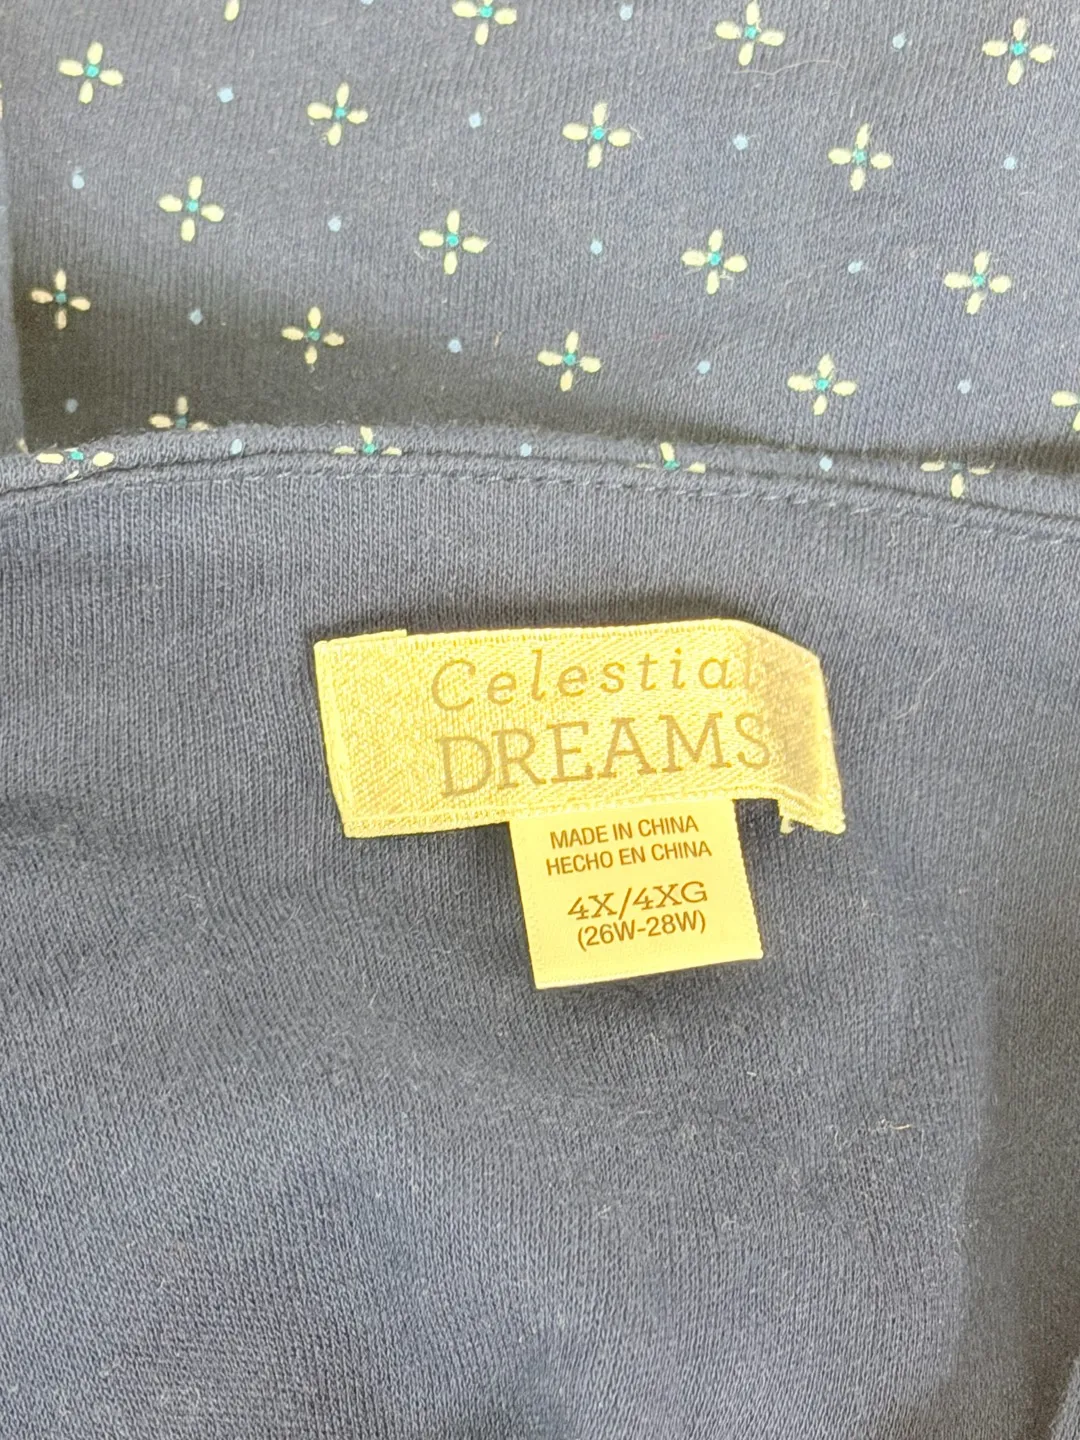 Celestial
DREAMS
MADE IN CHINA
HECHO EN CHINA
4X/4XG
(26W-28W)